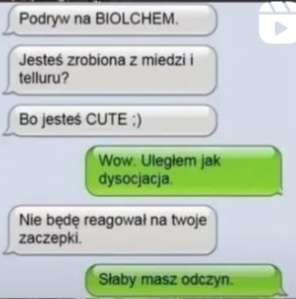 Podryw na BIOLCHEM.
Jesteś zrobiona z miedzi i
telluru?
Bo jesteś CUTE :)
Wow. Uległem jak
dysocjacja.
Nie będę reagował na twoje
zaczepki.
Słaby masz odczyn.